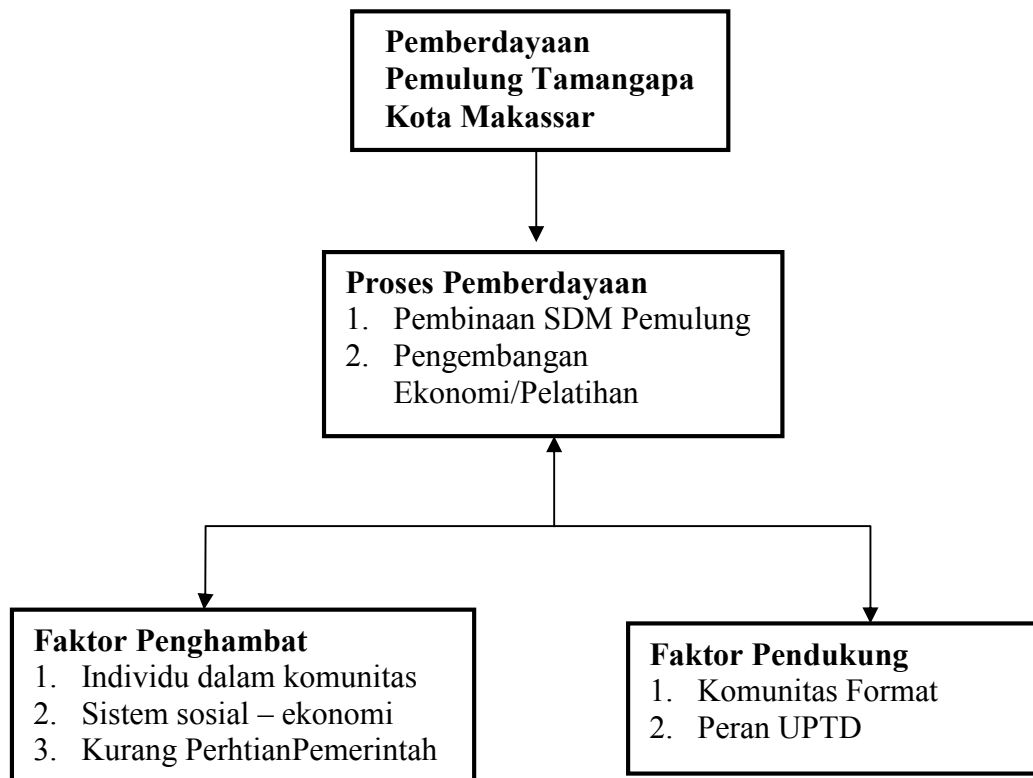 Pemberdayaan
Pemulung Tamangapa
Kota Makassar
Proses Pemberdayaan
1. Pembinaan SDM Pemulung
2. Pengembangan
Ekonomi/Pelatihan
Faktor Penghambat
1. Individu dalam komunitas
2. Sistem sosial – ekonomi
3. Kurang PerhtianPemerintah
Faktor Pendukung
1. Komunitas Format
2. Peran UPTD